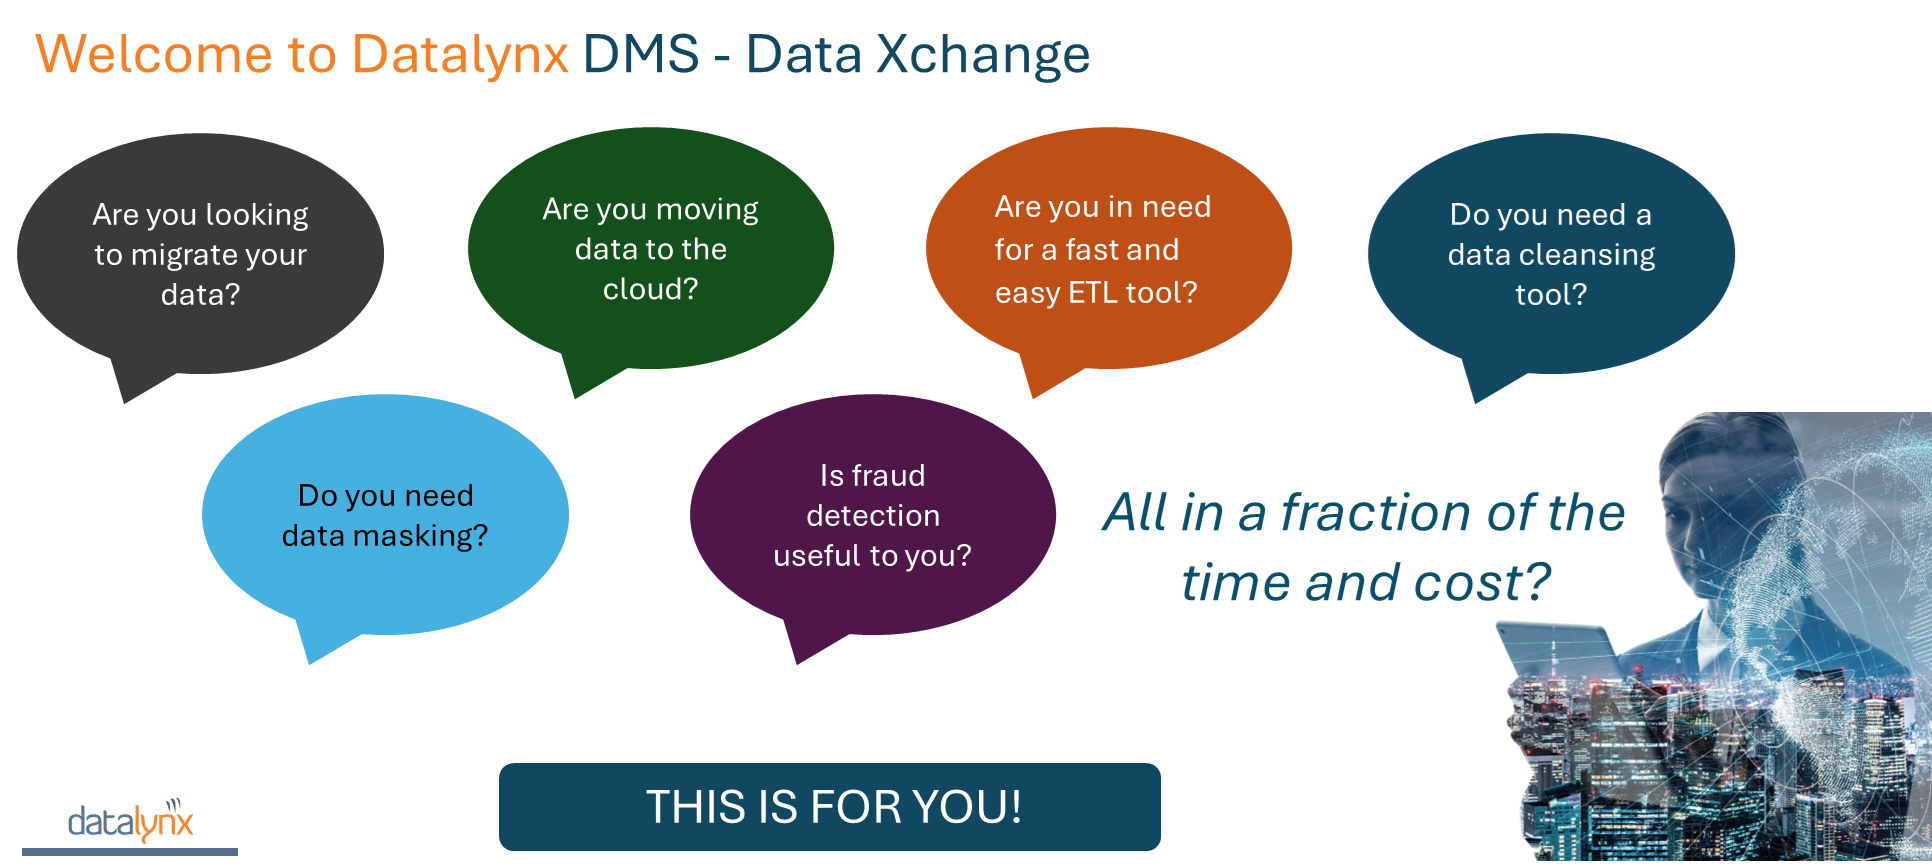 Welcome to Datalynx DMS - Data Xchange
Are you looking
to migrate your
data?
Are you moving
data to the
cloud?
Are you in need
for a fast and
easy ETL tool?
Do you need a
data cleansing
tool?
Do you need
data masking?
Is fraud
detection
useful to you?
All in a fraction of the
time and cost?
THIS IS FOR YOU!
datalynx